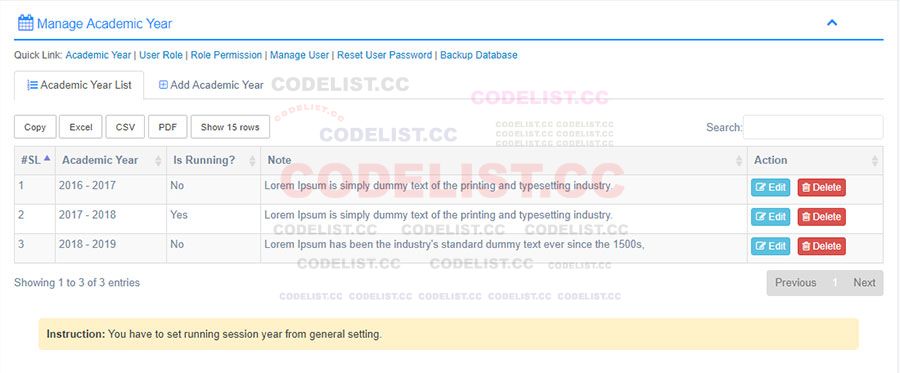 Manage Academic Year
Quick Link: Academic Year | User Role | Role Permission | Manage User | Reset User Password | Backup Database
Academic Year List Add Academic Year CODELIST.CC
CODELIST.CC
CODELIST.CC
Copy Excel CSV PDF Show 15 rows Search:
CODELIST.CC CODELIST.CC CODELIST.CC
CODELIST.CC CODELIST.CC CODELIST.CC CODELIST.CC
#SL Academic Year Is Running? Note Action
CODELIST.CC
1 2016 - 2017 No Lorem Ipsum is simply dummy text of the printing and typesetting industry. Edit Delete
2 2017 - 2018 Yes Lorem Ipsum is simply dummy text of the printing and typesetting industry. Edit Delete
3 2018 - 2019 No Lorem Ipsum has been the industry's standard dummy text ever since the 1500s, Edit Delete
CODELIST.CC CODELIST.CC CODELIST.CC
Showing 1 to 3 of 3 entries Previous 1 Next
CODELIST.CC CODELIST.CC CODELIST.CC CODELIST.CC CODELIST.CC
Instruction: You have to set running session year from general setting.